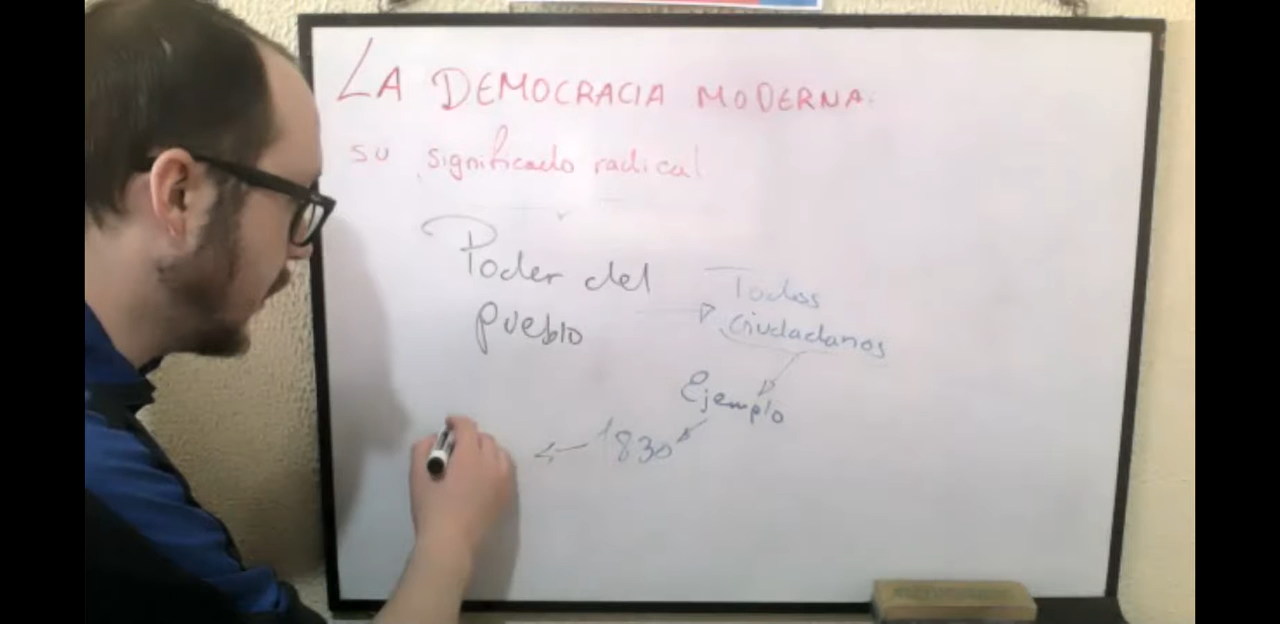 LA DEMOCRACIA MODERNA:
su significado radical
Poder del
pueblo
Todos
ciudadanos
Ejemplo
1830